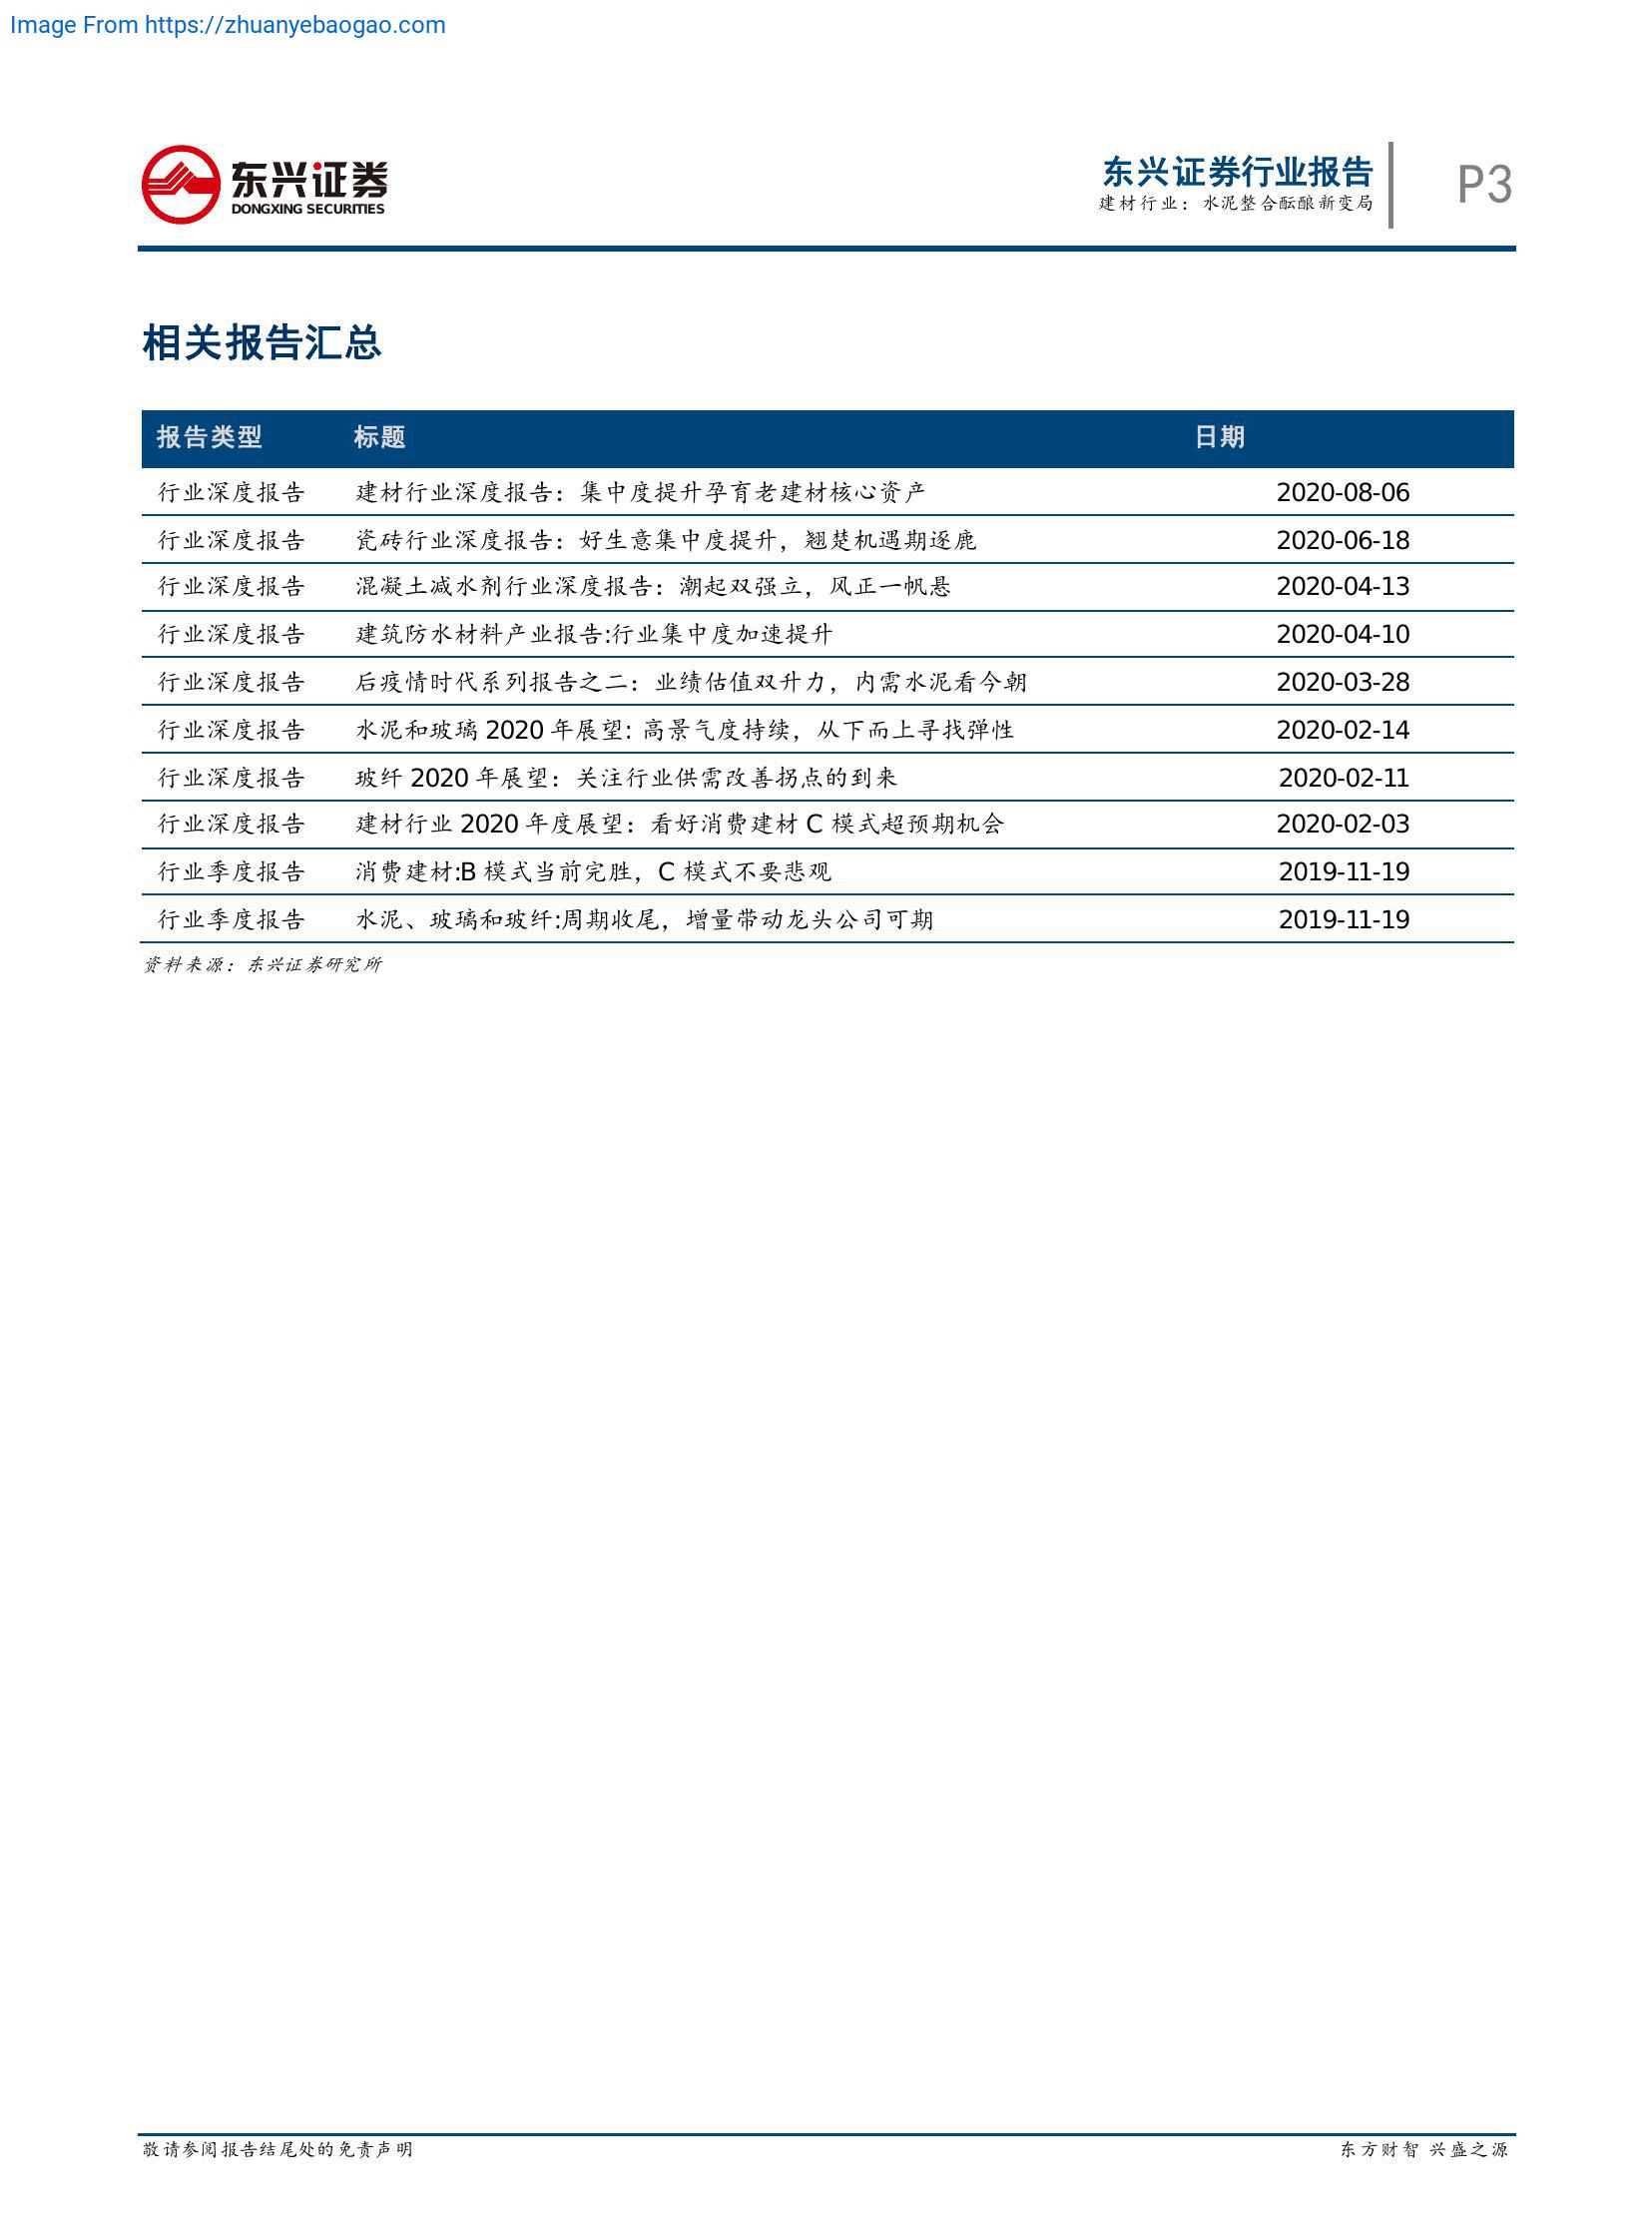 Image From https://zhuanyebaogao.com
东兴证券
DONGXING SECURITIES
东兴证券行业报告
建材行业：水泥整合酝酿新变局
P3
相关报告汇总
报告类型 标题 日期
行业深度报告 建材行业深度报告：集中度提升孕育老建材核心资产 2020-08-06
行业深度报告 瓷砖行业深度报告：好生意集中度提升，翘楚机遇期逐鹿 2020-06-18
行业深度报告 混凝土减水剂行业深度报告：潮起双强立，风正一帆悬 2020-04-13
行业深度报告 建筑防水材料产业报告:行业集中度加速提升 2020-04-10
行业深度报告 后疫情时代系列报告之二：业绩估值双升力，内需水泥看今朝 2020-03-28
行业深度报告 水泥和玻璃 2020 年展望: 高景气度持续，从下而上寻找弹性 2020-02-14
行业深度报告 玻纤 2020 年展望：关注行业供需改善拐点的到来 2020-02-11
行业深度报告 建材行业 2020 年度展望：看好消费建材 C 模式超预期机会 2020-02-03
行业季度报告 消费建材:B 模式当前完胜，C 模式不要悲观 2019-11-19
行业季度报告 水泥、玻璃和玻纤:周期收尾，增量带动龙头公司可期 2019-11-19
资料来源：东兴证券研究所
敬请参阅报告结尾处的免责声明 东方财智 兴盛之源